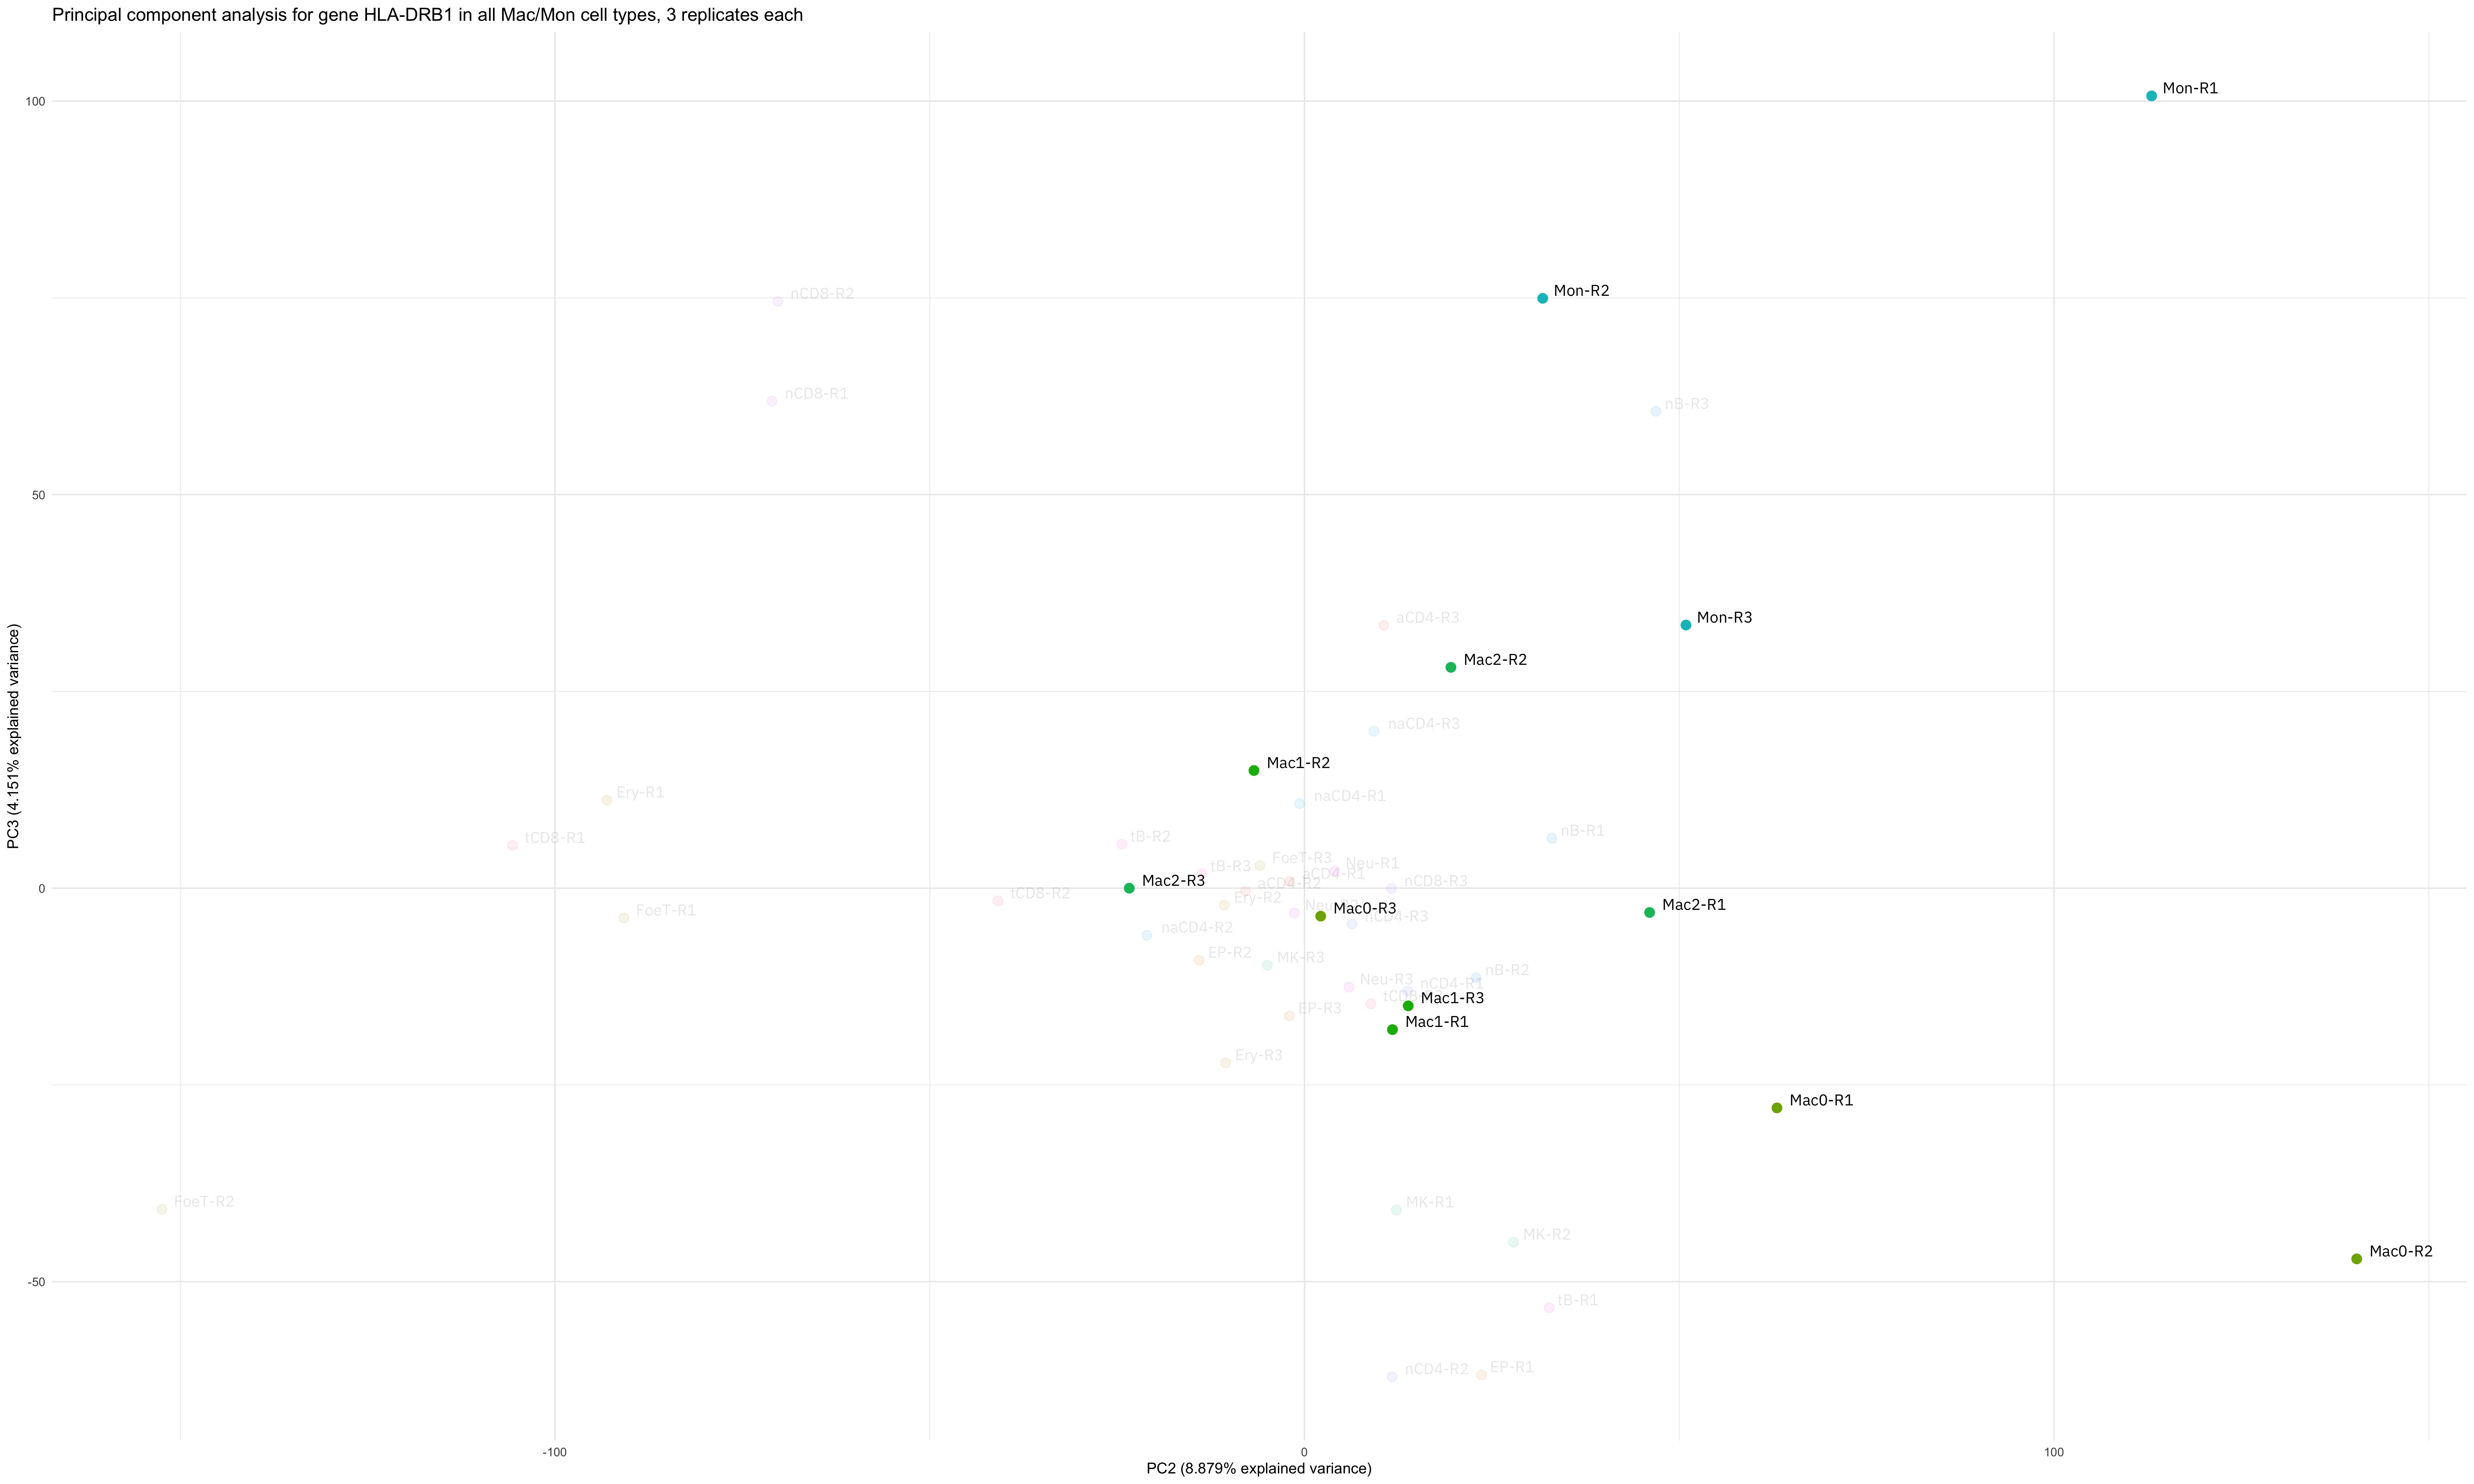 Principal component analysis for gene HLA-DRB1 in all Mac/Mon cell types, 3 replicates each
Mon-R1
100
Mon-R2
nCD8-R2
nCD8-R1
nB-R3
50
aCD4-R3
Mon-R3
Mac2-R2
naCD4-R3
Mac1-R2
Ery-R1
naCD4-R1
tCD8-R1
tB-R2
nB-R1
FoeT-R3
Neu-R1
tB-R3
aCD4-R1
0
Mac2-R3
aCD4-R2
nCD8-R3
tCD8-R2
Ery-R2
Mac2-R1
FoeT-R1
Mac0-R3
nCD4-R3
naCD4-R2
EP-R2
MK-R3
nB-R2
Neu-R3
nCD4-R1
Mac1-R3
EP-R3
Mac1-R1
Ery-R3
Mac0-R1
FoeT-R2
MK-R1
MK-R2
Mac0-R2
-50
tB-R1
nCD4-R2
EP-R1
PC3 (4.151% explained variance)
-100
0
100
PC2 (8.879% explained variance)